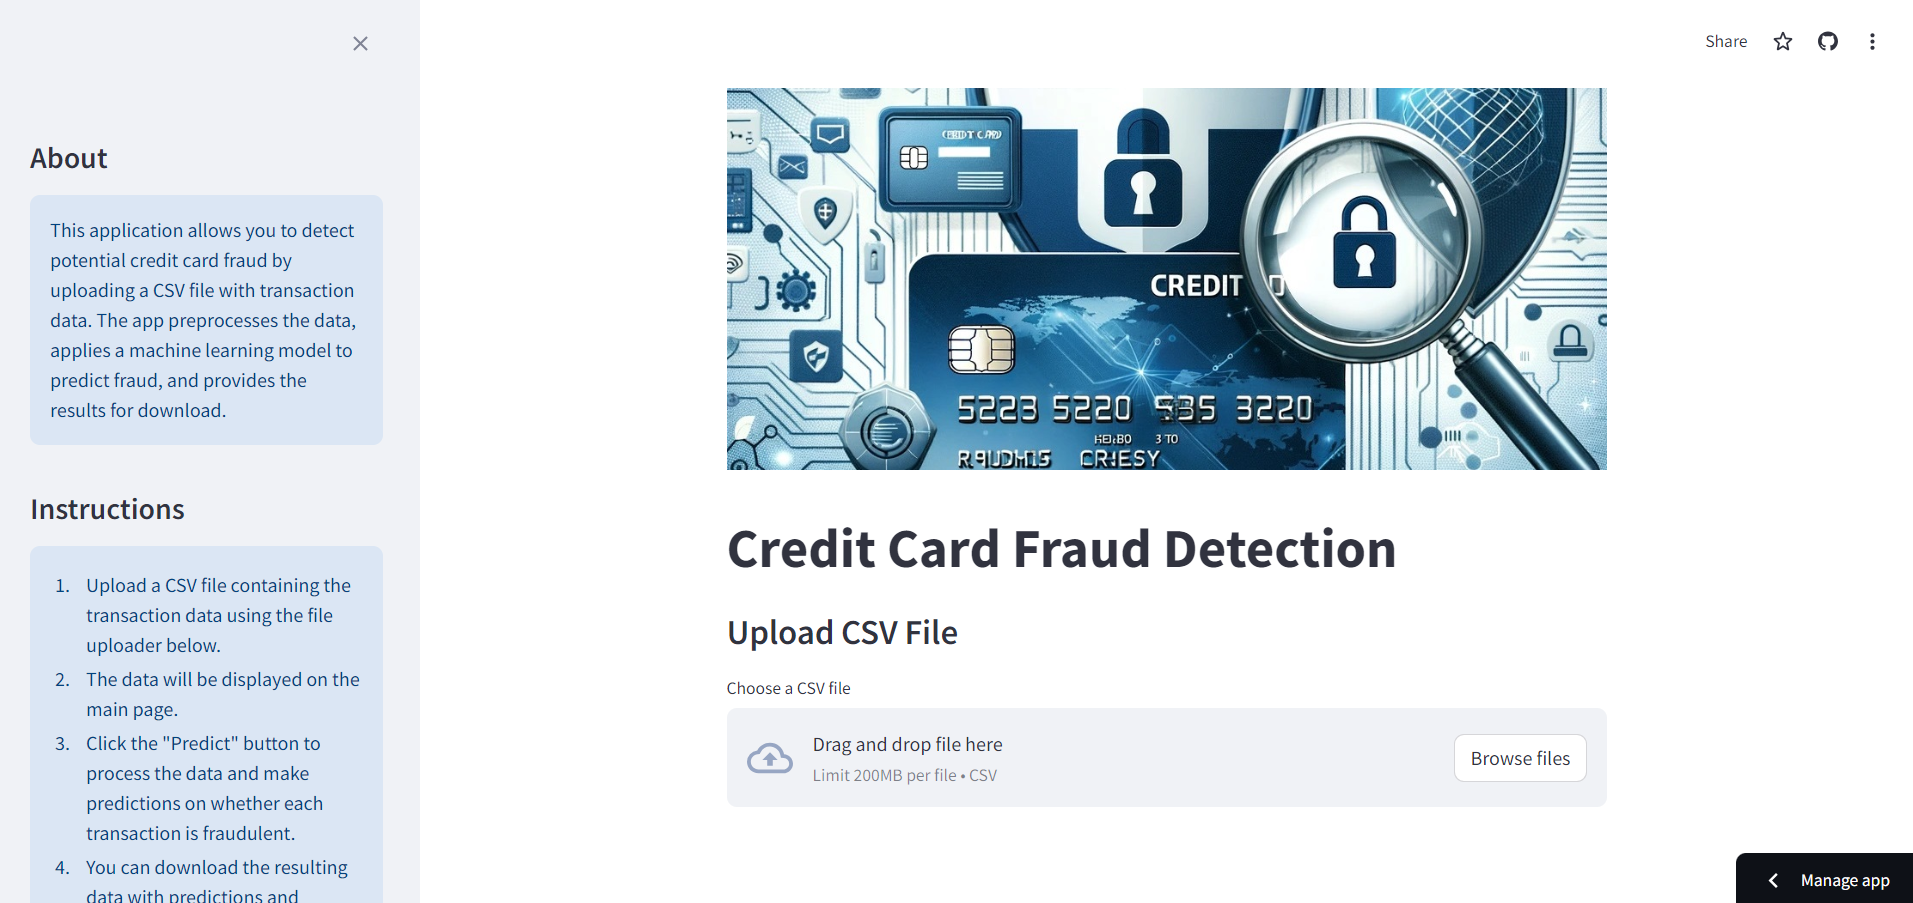 Share
About
This application allows you to detect
potential credit card fraud by
uploading a CSV file with transaction
data. The app preprocesses the data,
applies a machine learning model to
predict fraud, and provides the
results for download.
Instructions
1. Upload a CSV file containing the
transaction data using the file
uploader below.
2. The data will be displayed on the
main page.
3. Click the "Predict" button to
process the data and make
predictions on whether each
transaction is fraudulent.
4. You can download the resulting
data with predictions and
CREDIT
5223 5220 3220
Credit Card Fraud Detection
Upload CSV File
Choose a CSV file
Drag and drop file here
Limit 200MB per file • CSV
Browse files
Manage app